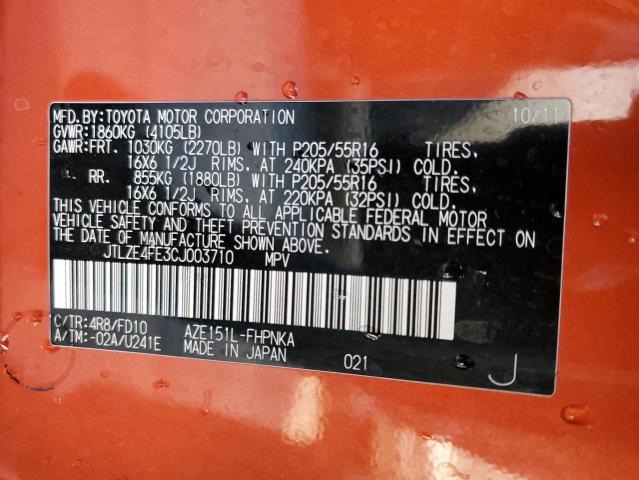 MFD.BY:TOYOTA MOTOR CORPORATION 10/11
GVWR:1860KG (4105LB)
GAWR:FRT. 1030KG (2270LB) WITH P205/55R16 TIRES,
16X6 1/2J RIMS, AT 240KPA (35PSI) COLD.
RR. 855KG (1880LB) WITH P205/55R16 TIRES,
16X6 1/2J RIMS, AT 220KPA (32PSI) COLD.
THIS VEHICLE CONFORMS TO ALL APPLICABLE FEDERAL MOTOR
VEHICLE SAFETY AND THEFT PREVENTION STANDARDS IN EFFECT ON
THE DATE OF MANUFACTURE SHOWN ABOVE.
JTLZE4FE3CJ003710 MPV
C/TR:4R8/FD10 AZE151L-FHPNKA
A/TM:-02A/U241E MADE IN JAPAN 021 J